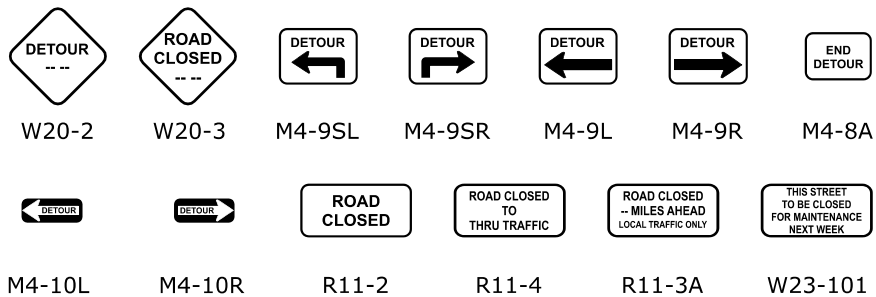 DETOUR
-- --
ROAD
CLOSED
-- --
DETOUR
DETOUR
DETOUR
DETOUR
END
DETOUR
W20-2
W20-3
M4-9SL
M4-9SR
M4-9L
M4-9R
M4-8A
DETOUR
DETOUR
ROAD
CLOSED
ROAD CLOSED
TO
THRU TRAFFIC
ROAD CLOSED
-- MILES AHEAD
LOCAL TRAFFIC ONLY
THIS STREET
TO BE CLOSED
FOR MAINTENANCE
NEXT WEEK
M4-10L
M4-10R
R11-2
R11-4
R11-3A
W23-101